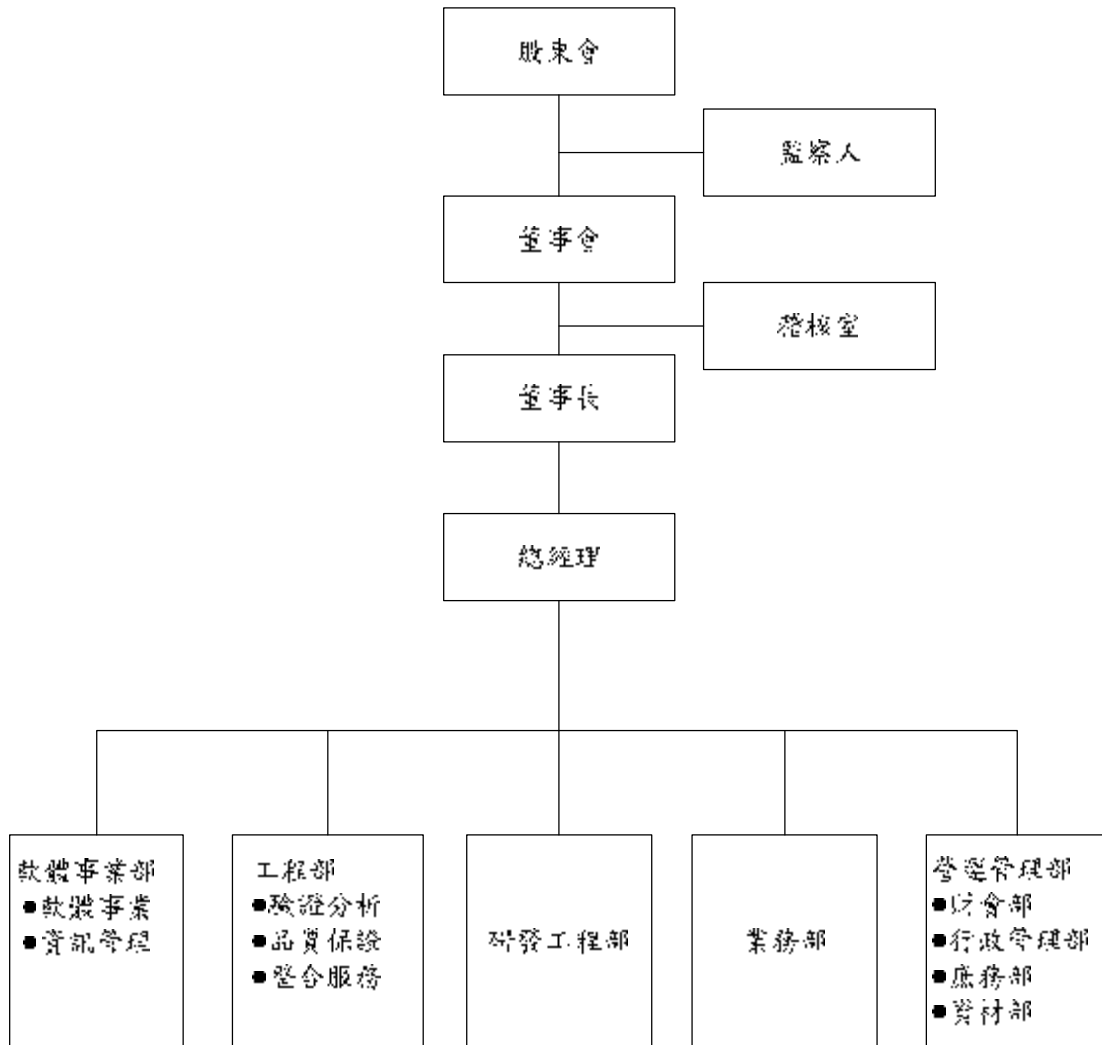 股東會
監察人
董事會
稽核室
董事長
總經理
軟體事業部
●軟體事業
●資訊管理
工程部
●驗證分析
●品質保證
●整合服務
研發工程部
業務部
營運管理部
●財會部
●行政管理部
●庶務部
●資材部